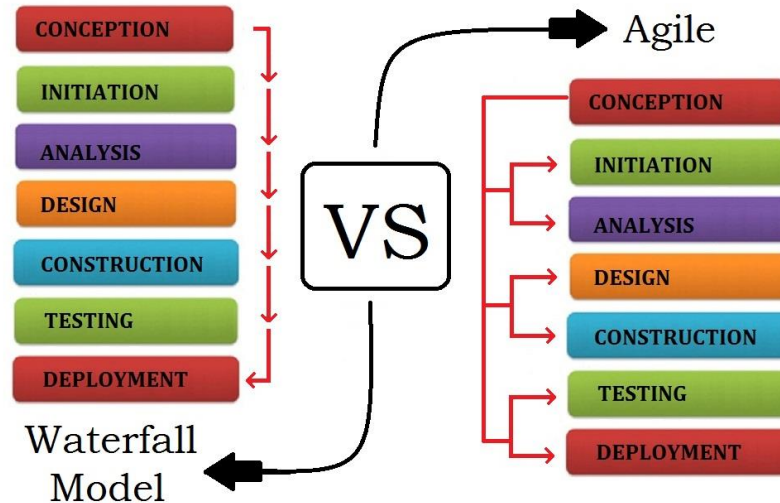 CONCEPTION
INITIATION
ANALYSIS
DESIGN
CONSTRUCTION
TESTING
DEPLOYMENT
Waterfall
Model
VS
Agile
CONCEPTION
INITIATION
ANALYSIS
DESIGN
CONSTRUCTION
TESTING
DEPLOYMENT